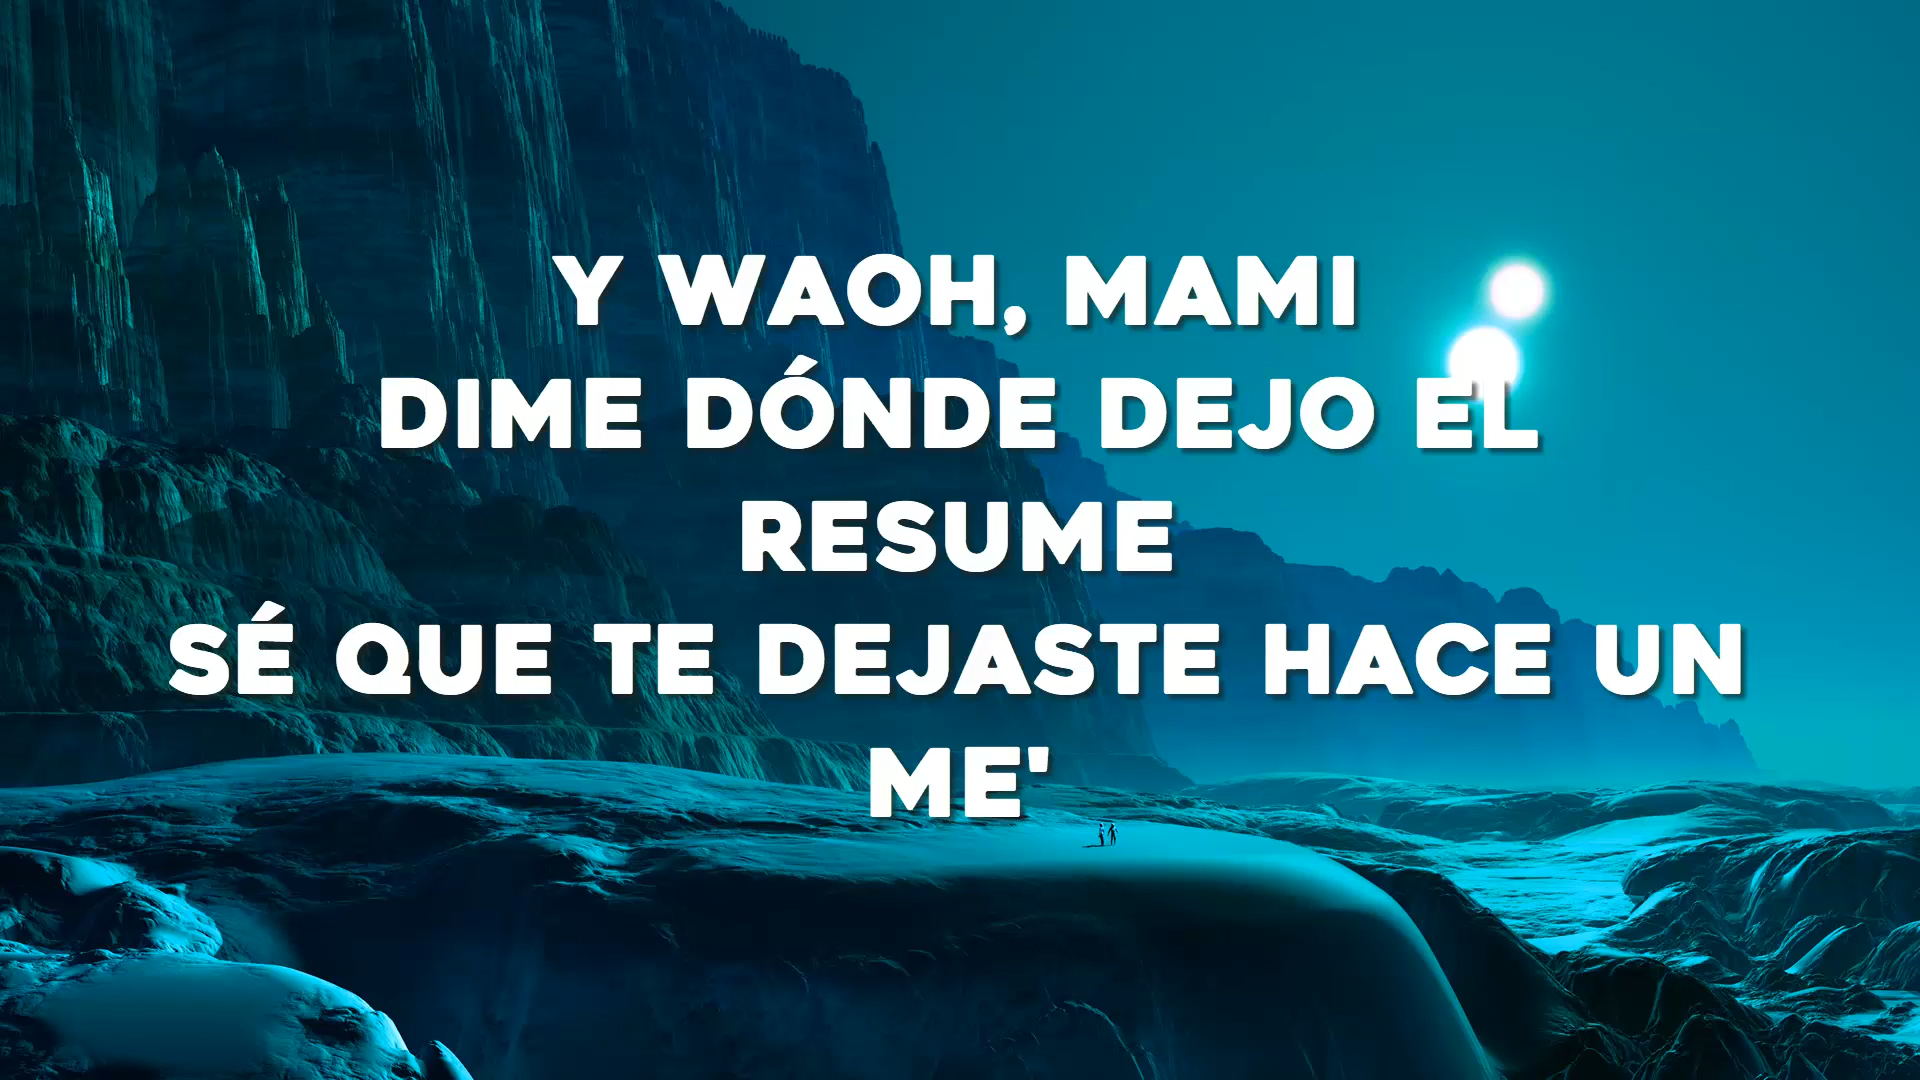 Y WAOH, MAMI
DIME DÓNDE DEJO EL
RESUME
SÉ QUE TE DEJASTE HACE UN
ME'